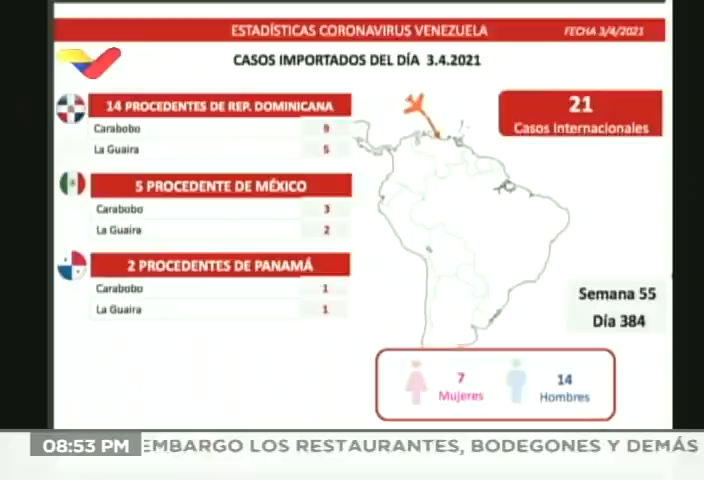 ESTADÍSTICAS CORONAVIRUS VENEZUELA
FECHA 3/4/2021
CASOS IMPORTADOS DEL DÍA 3.4.2021
14 PROCEDENTES DE REP. DOMINICANA
Carabobo 9
La Guaira 5
21
Casos Internacionales
5 PROCEDENTE DE MÉXICO
Carabobo 3
La Guaira 2
2 PROCEDENTES DE PANAMÁ
Carabobo 1
La Guaira 1
Semana 55
Día 384
7
Mujeres
14
Hombres
08:53 PM EMBARGO LOS RESTAURANTES, BODEGONES Y DEMÁS